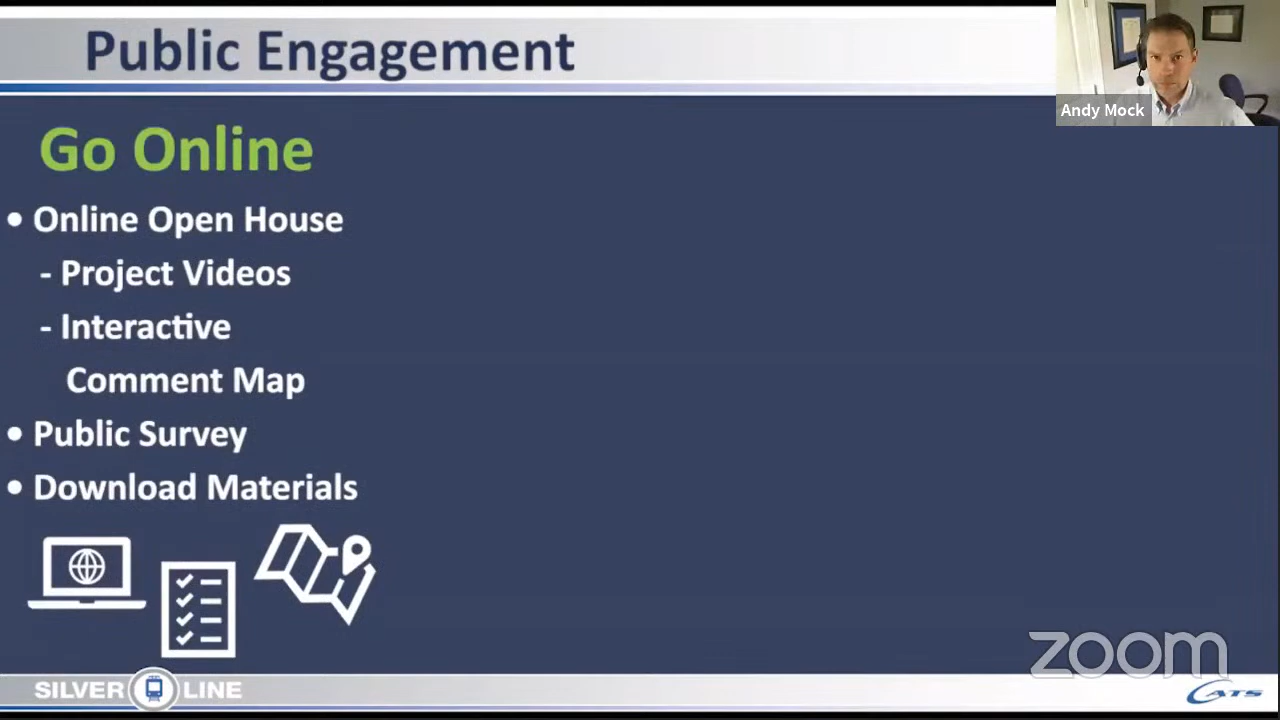 Public Engagement
Andy Mock
Go Online
• Online Open House
- Project Videos
- Interactive
Comment Map
• Public Survey
• Download Materials
zoom
SILVER LINE
CATS